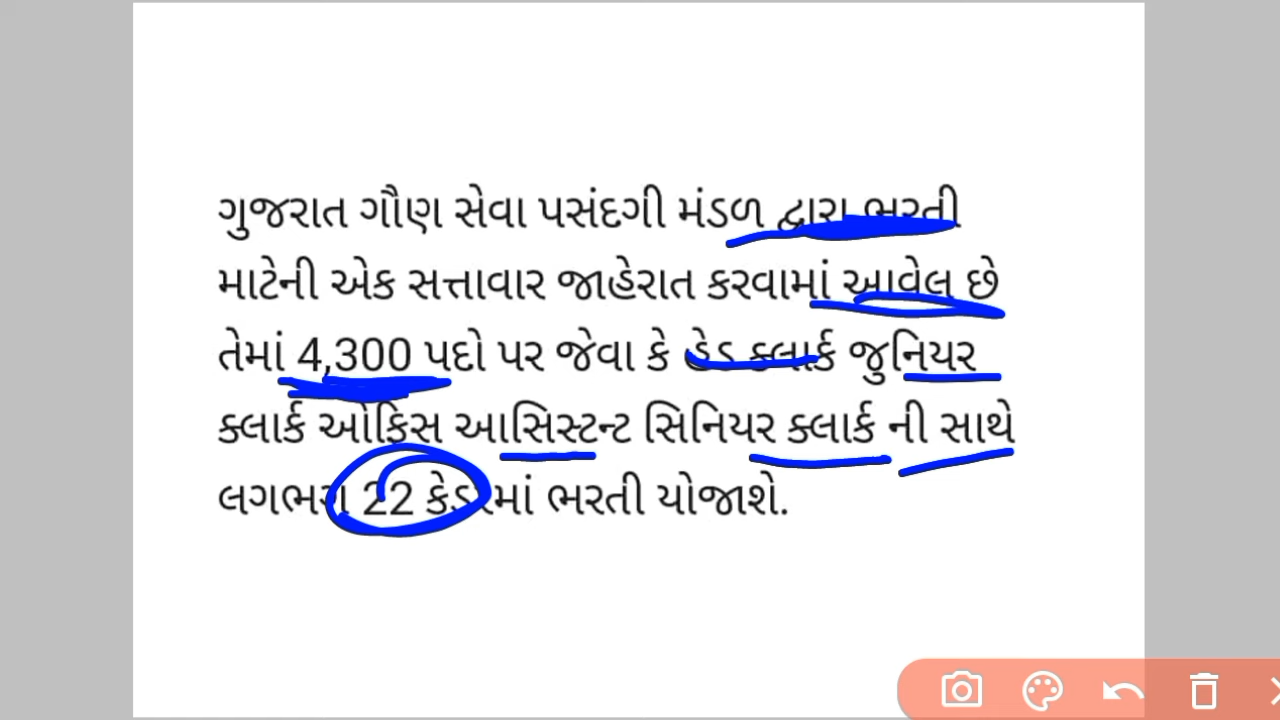 ગુજરાત ગૌણ સેવા પસંદગી મંડળ દ્વારા ભરતી
માટેની એક સત્તાવાર જાહેરાત કરવામાં આવેલ છે
તેમાં 4,300 પદો પર જેવા કે હેડ ક્લાર્ક જુનિયર
ક્લાર્ક ઓફિસ આસિસ્ટન્ટ સિનિયર ક્લાર્ક ની સાથે
લગભગ 22 કેડરમાં ભરતી યોજાશે.